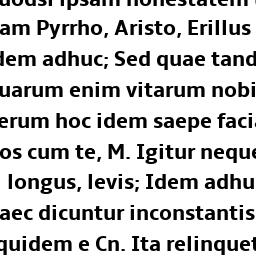 quodsi ipsam honestatem
am Pyrrho, Aristo, Erillus
dem adhuc; Sed quae tand
uarum enim vitarum nobi
erum hoc idem saepe facia
os cum te, M. Igitur neque
longus, levis; Idem adhu
aec dicuntur inconstantis
quidem e Cn. Ita relinquet